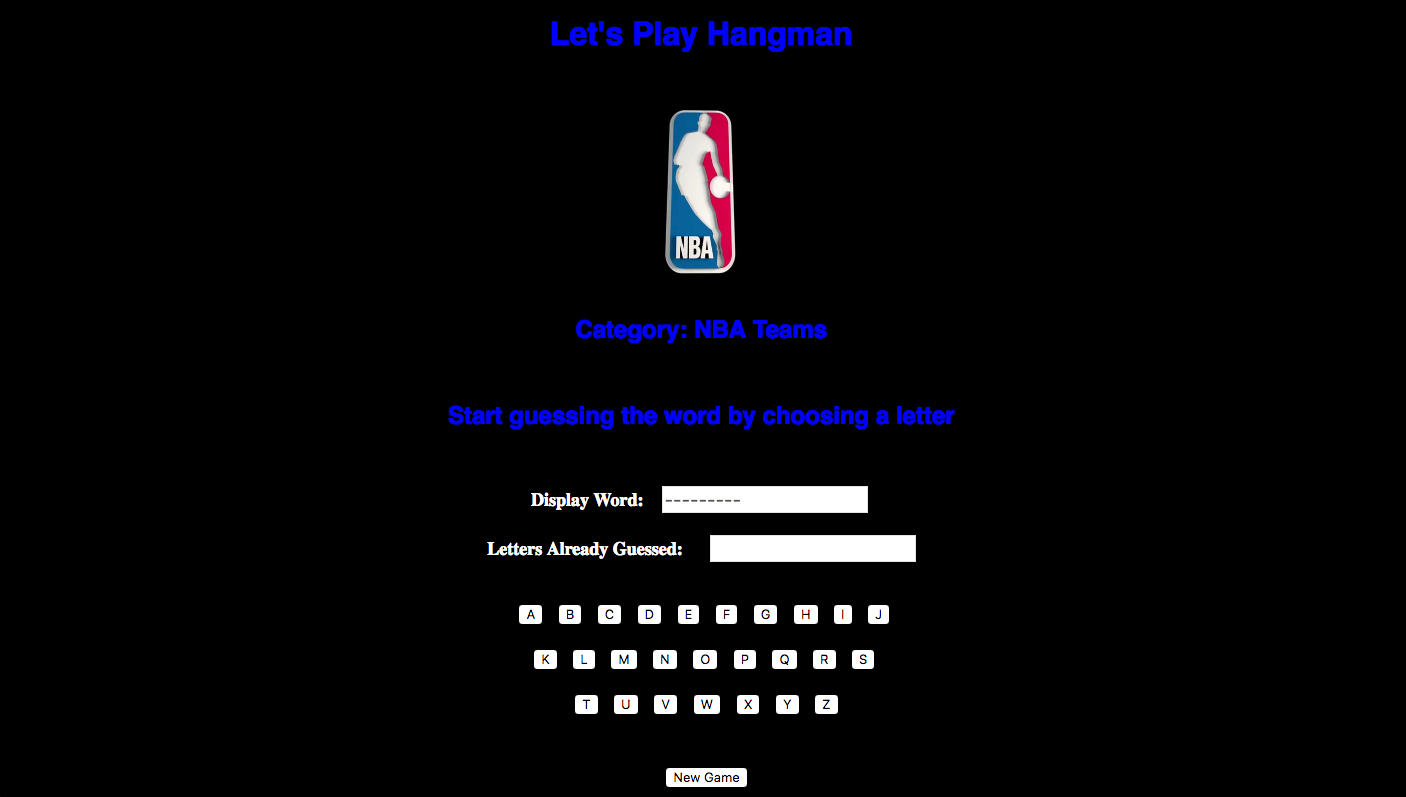 Let's Play Hangman
NBA
Category: NBA Teams
Start guessing the word by choosing a letter
Display Word: ---------
Letters Already Guessed:
A B C D E F G H I J
K L M N O P Q R S
T U V W X Y Z
New Game